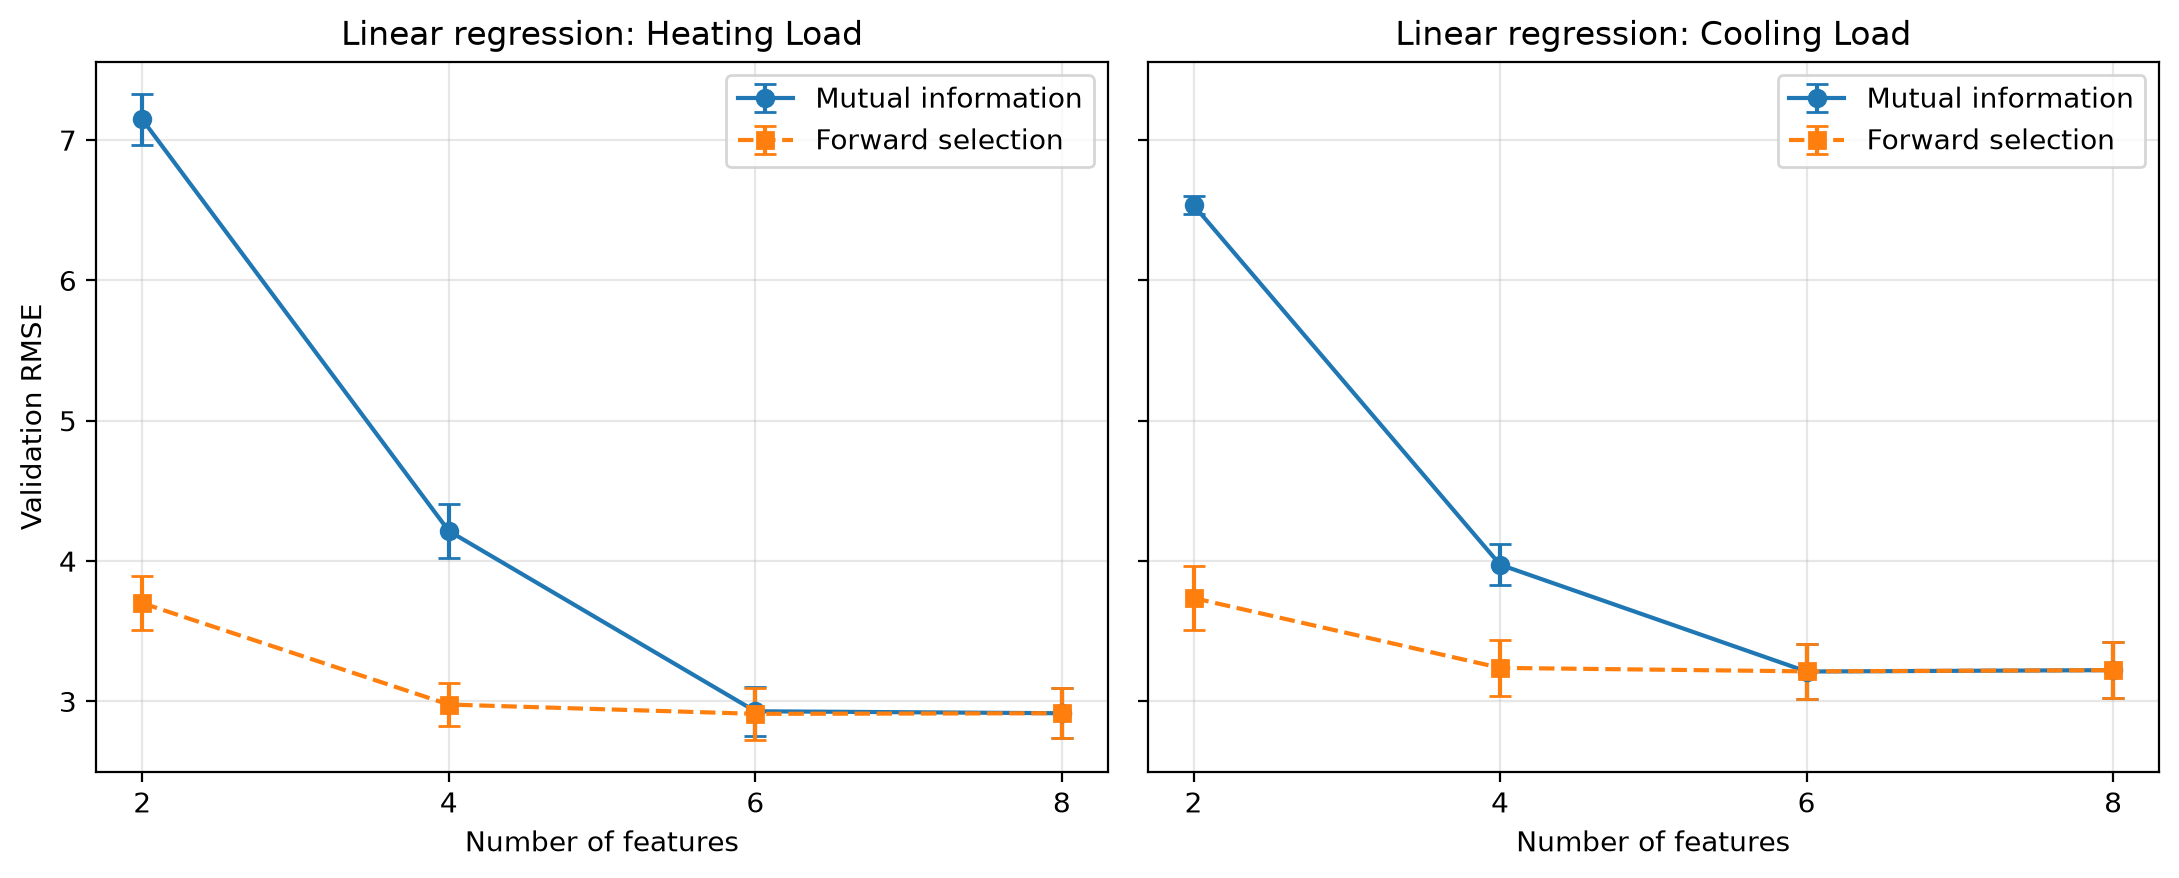 Linear regression: Heating Load
Mutual information
Forward selection
Validation RMSE
7
6
5
4
3
2
4
6
8
Number of features
Linear regression: Cooling Load
Mutual information
Forward selection
2
4
6
8
Number of features